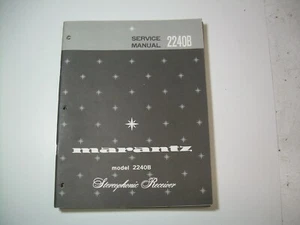 C
SERVICE
MANUAL 2240B
marantz
model 2240B
Stereophonic Receiver